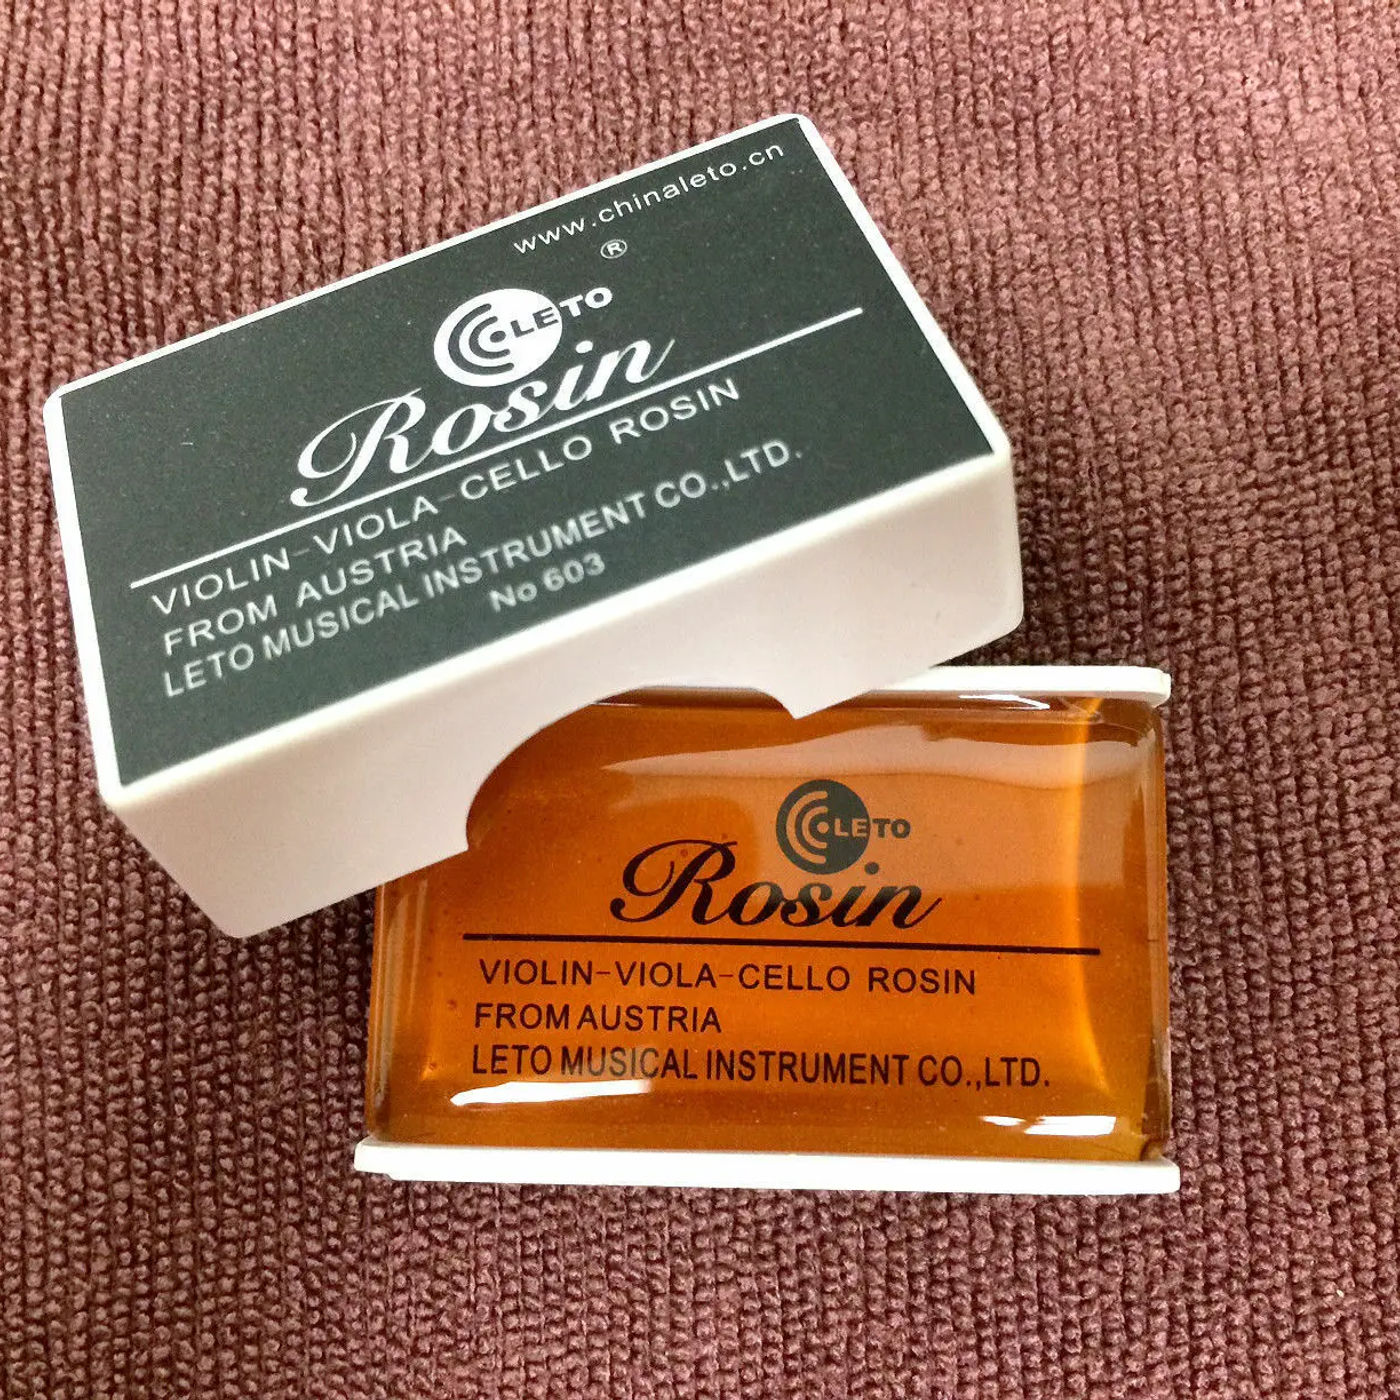 www.chinaleto.cn
®
LETO
Rosin
VIOLIN-VIOLA-CELLO ROSIN
FROM AUSTRIA
LETO MUSICAL INSTRUMENT CO.,LTD.
No 603
LETO
Rosin
VIOLIN-VIOLA-CELLO ROSIN
FROM AUSTRIA
LETO MUSICAL INSTRUMENT CO.,LTD.